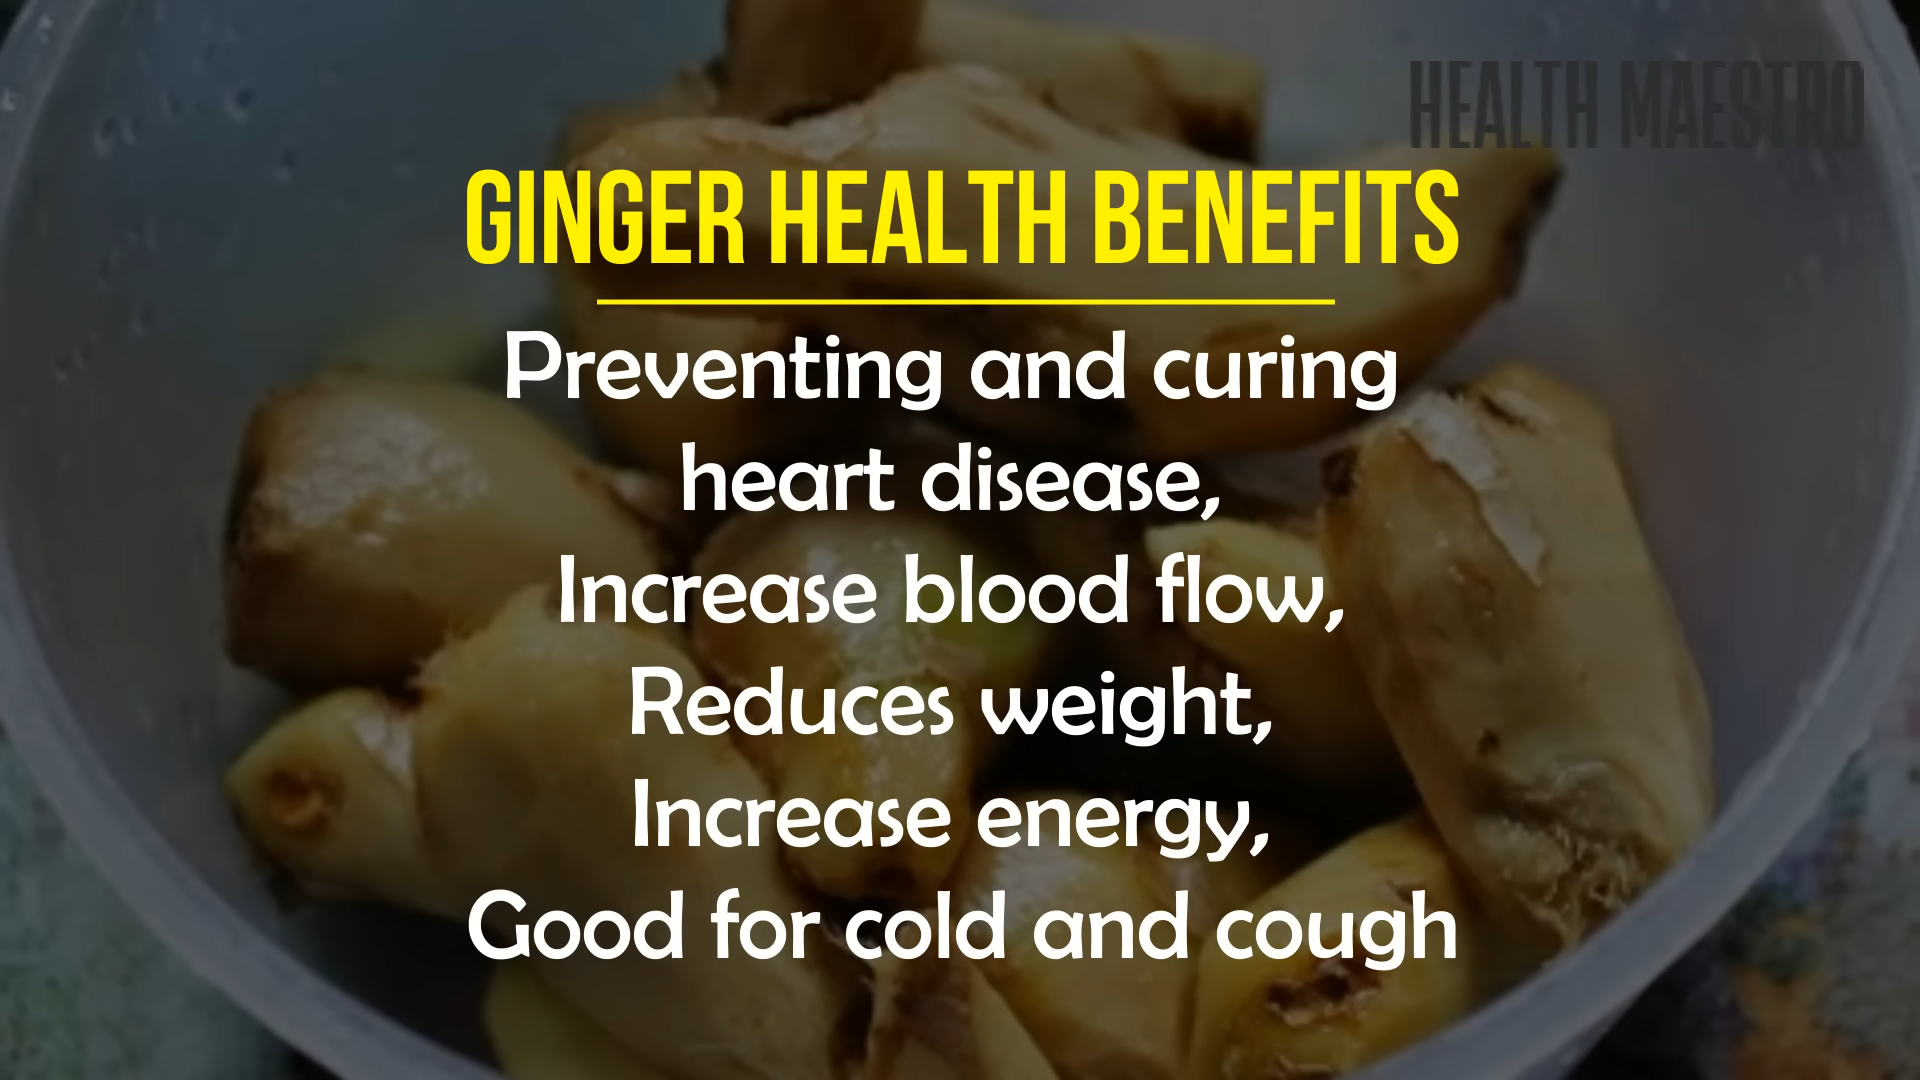 HEALTH MAESTRO
GINGER HEALTH BENEFITS
Preventing and curing
heart disease,
Increase blood flow,
Reduces weight,
Increase energy,
Good for cold and cough